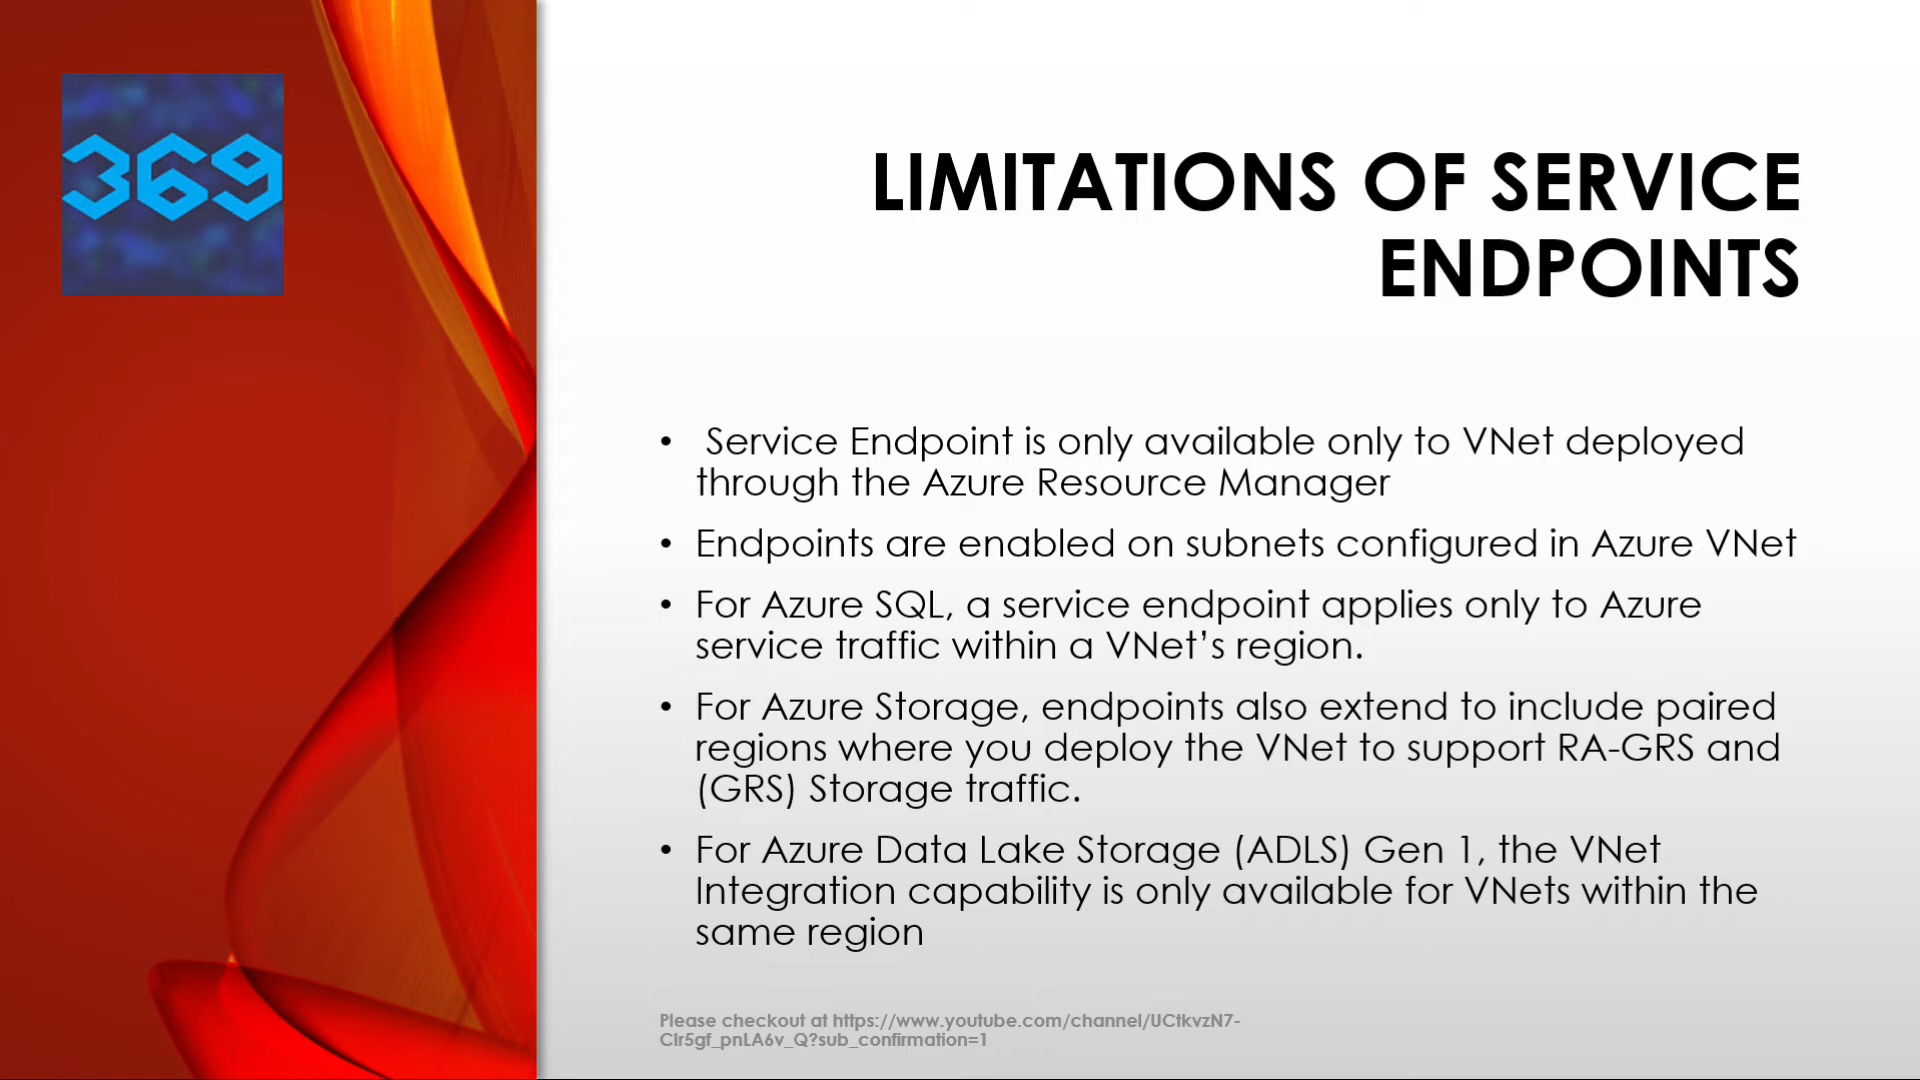 369
LIMITATIONS OF SERVICE
ENDPOINTS
• Service Endpoint is only available only to VNet deployed
through the Azure Resource Manager
• Endpoints are enabled on subnets configured in Azure VNet
• For Azure SQL, a service endpoint applies only to Azure
service traffic within a VNet’s region.
• For Azure Storage, endpoints also extend to include paired
regions where you deploy the VNet to support RA-GRS and
(GRS) Storage traffic.
• For Azure Data Lake Storage (ADLS) Gen 1, the VNet
Integration capability is only available for VNets within the
same region
Please checkout at https://www.youtube.com/channel/UCtkvzN7-
CIr5gf_pnLA6v_Q?sub_confirmation=1